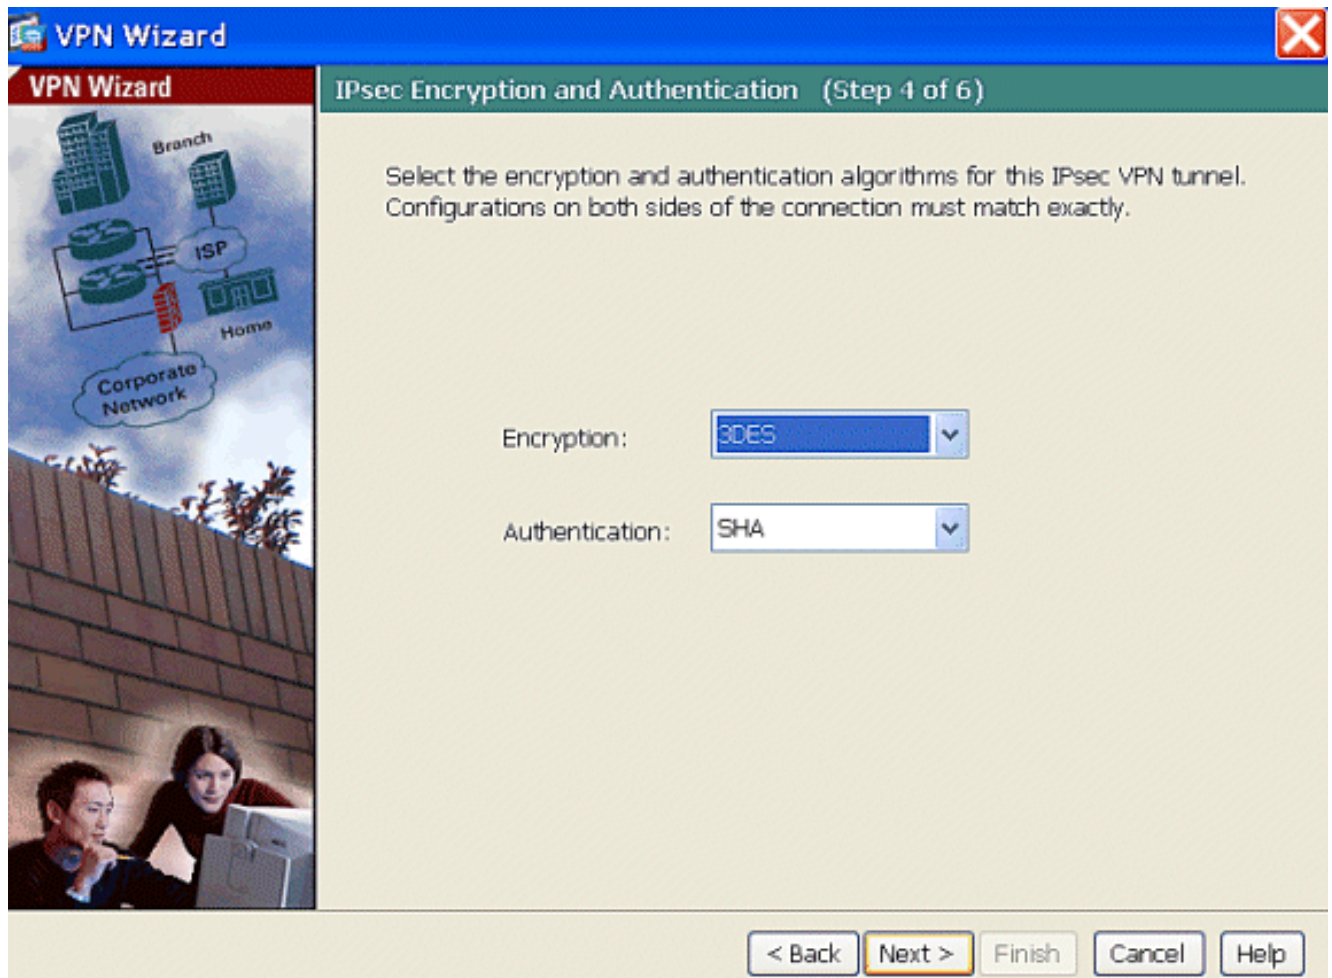 VPN Wizard
VPN Wizard
IPsec Encryption and Authentication (Step 4 of 6)
Branch
ISP
Home
Corporate
Network
Select the encryption and authentication algorithms for this IPsec VPN tunnel.
Configurations on both sides of the connection must match exactly.
Encryption: 3DES
Authentication: SHA
< Back Next > Finish Cancel Help